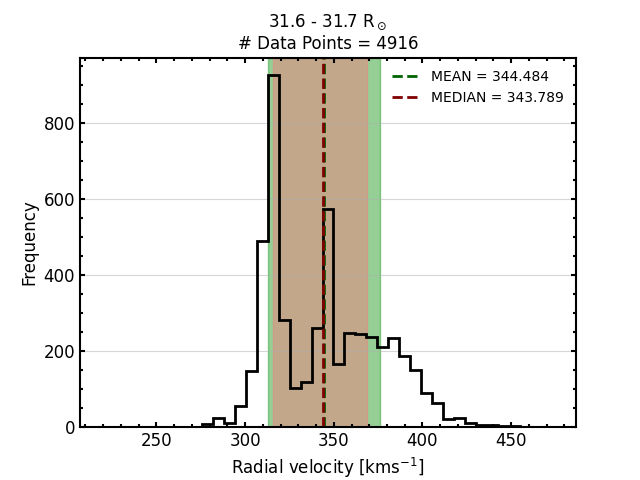 31.6 - 31.7 R⊙
# Data Points = 4916
MEAN = 344.484
MEDIAN = 343.789
800
600
400
200
0
Frequency
250 300 350 400 450
Radial velocity [kms⁻¹]